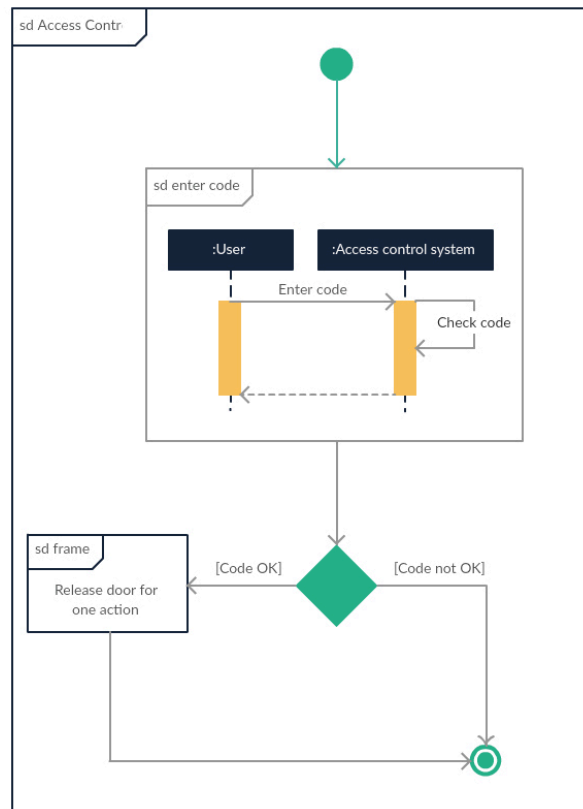 sd Access Contr
sd enter code
:User
:Access control system
Enter code
Check code
[Code OK]
[Code not OK]
sd frame
Release door for
one action